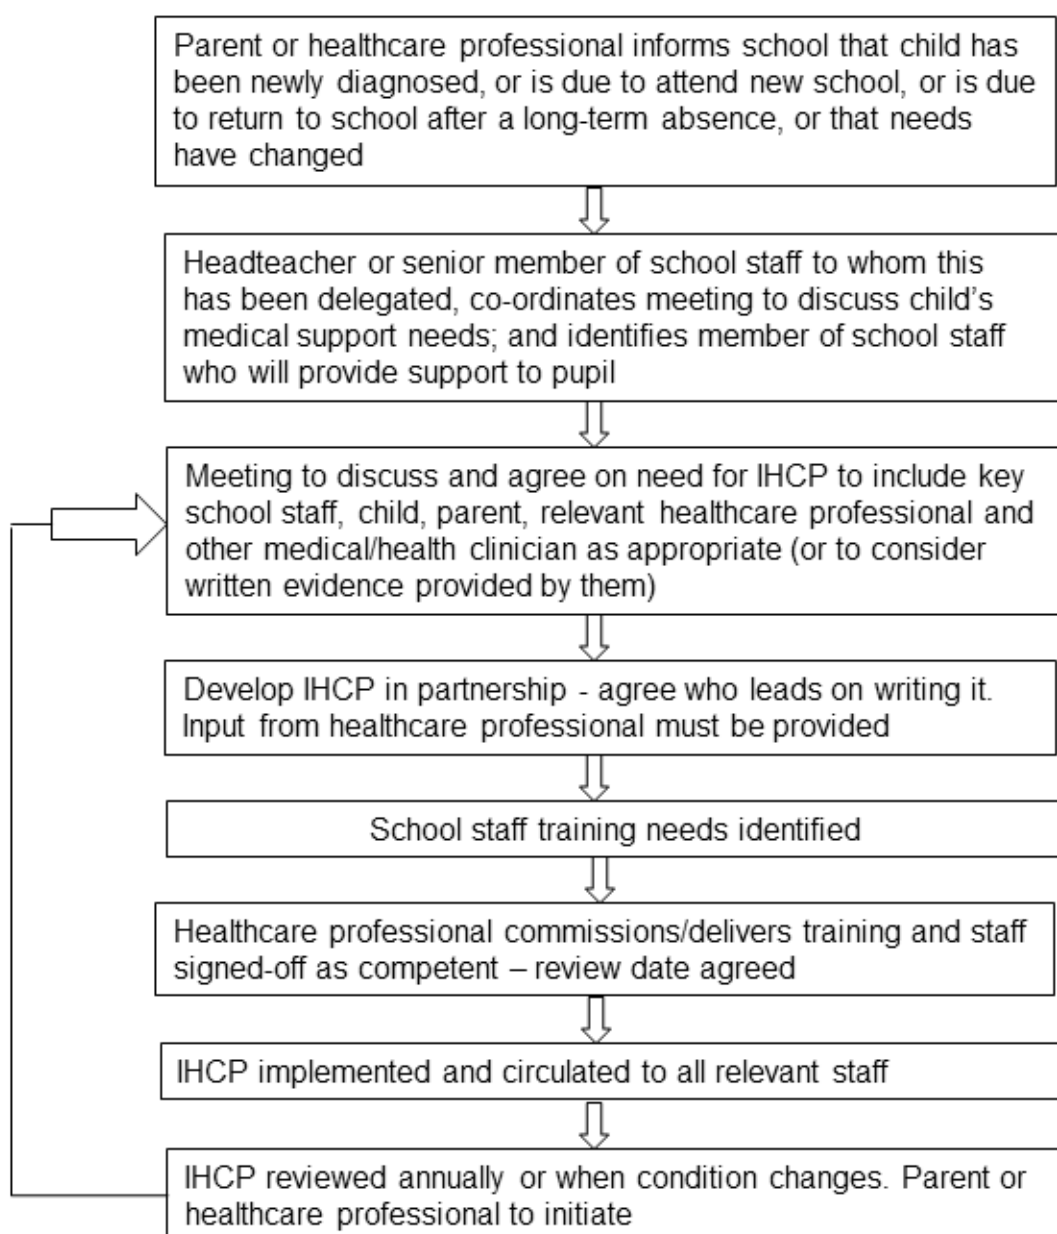 Parent or healthcare professional informs school that child has
been newly diagnosed, or is due to attend new school, or is due
to return to school after a long-term absence, or that needs
have changed
Headteacher or senior member of school staff to whom this
has been delegated, co-ordinates meeting to discuss child’s
medical support needs; and identifies member of school staff
who will provide support to pupil
Meeting to discuss and agree on need for IHCP to include key
school staff, child, parent, relevant healthcare professional and
other medical/health clinician as appropriate (or to consider
written evidence provided by them)
Develop IHCP in partnership - agree who leads on writing it.
Input from healthcare professional must be provided
School staff training needs identified
Healthcare professional commissions/delivers training and staff
signed-off as competent – review date agreed
IHCP implemented and circulated to all relevant staff
IHCP reviewed annually or when condition changes. Parent or
healthcare professional to initiate